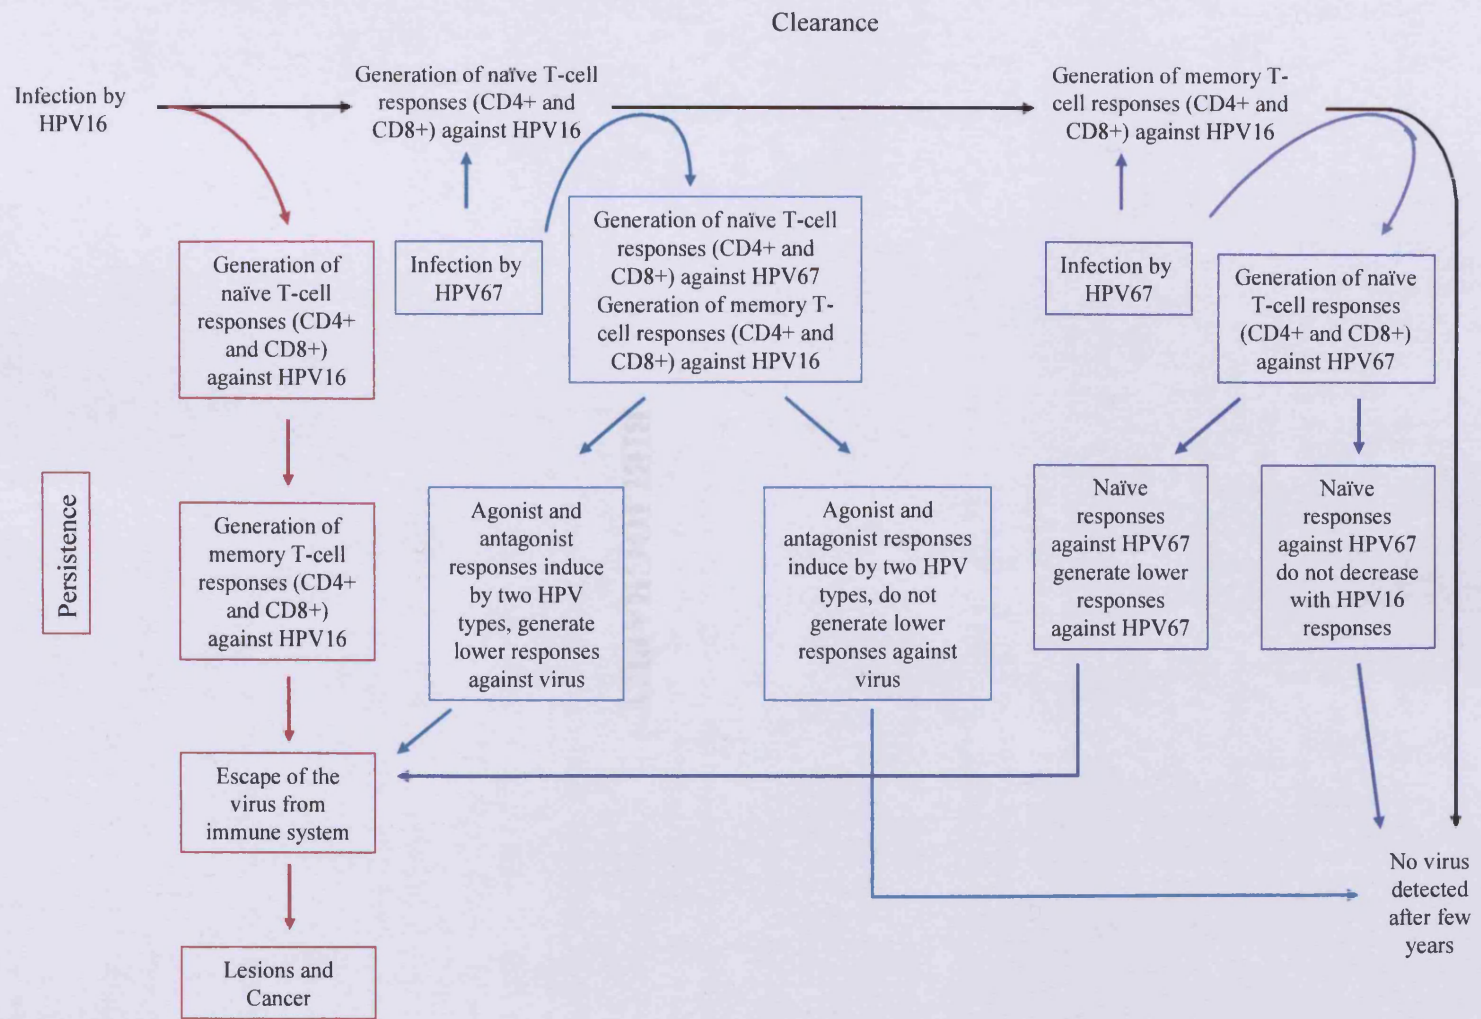 Clearance
Infection by
HPV16
Generation of naïve T-cell
responses (CD4+ and
CD8+) against HPV16
Generation of memory T-
cell responses (CD4+ and
CD8+) against HPV16
Generation of
naïve T-cell
responses (CD4+
and CD8+)
against HPV16
Infection by
HPV67
Generation of naïve T-cell
responses (CD4+ and
CD8+) against HPV67
Generation of memory T-
cell responses (CD4+ and
CD8+) against HPV16
Infection by
HPV67
Generation of naïve
T-cell responses
(CD4+ and CD8+)
against HPV67
Persistence
Generation of
memory T-cell
responses (CD4+
and CD8+)
against HPV16
Agonist and
antagonist
responses induce
by two HPV
types, generate
lower responses
against virus
Agonist and
antagonist responses
induce by two HPV
types, do not
generate lower
responses against
virus
Naïve
responses
against HPV67
generate lower
responses
against HPV67
Naïve
responses
against HPV67
do not decrease
with HPV16
responses
Escape of the
virus from
immune system
No virus
detected
after few
years
Lesions and
Cancer